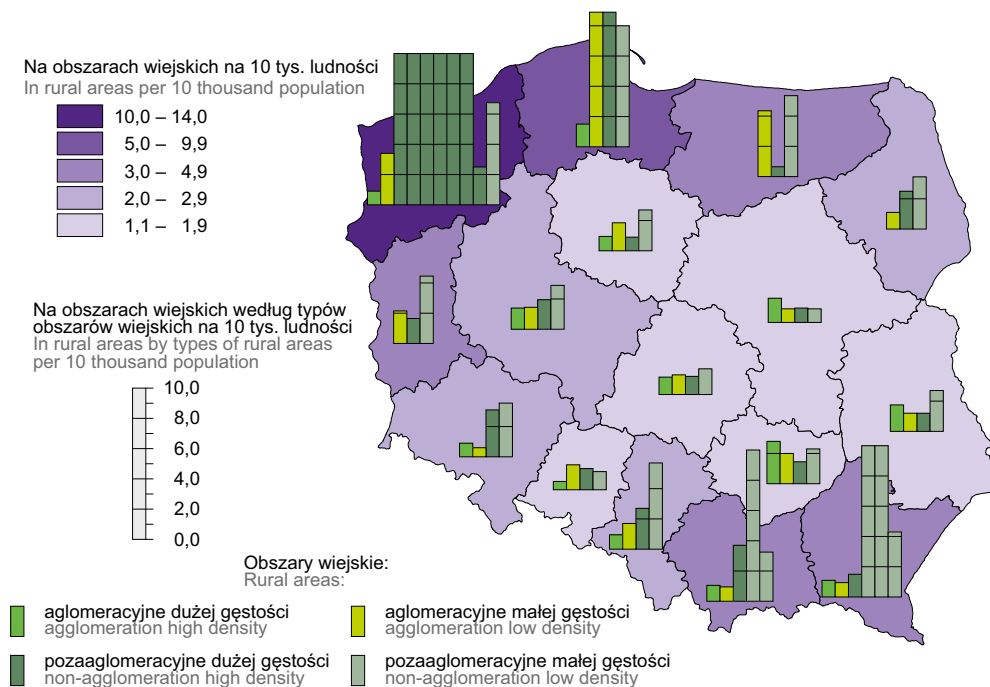 Na obszarach wiejskich na 10 tys. ludności
In rural areas per 10 thousand population
10,0 – 14,0
5,0 – 9,9
3,0 – 4,9
2,0 – 2,9
1,1 – 1,9
Na obszarach wiejskich według typów
obszarów wiejskich na 10 tys. ludności
In rural areas by types of rural areas
per 10 thousand population
10,0
8,0
6,0
4,0
2,0
0,0
Obszary wiejskie:
Rural areas:
aglomeracyjne dużej gęstości
agglomeration high density
aglomeracyjne małej gęstości
agglomeration low density
pozaaglomeracyjne dużej gęstości
non-agglomeration high density
pozaaglomeracyjne małej gęstości
non-agglomeration low density